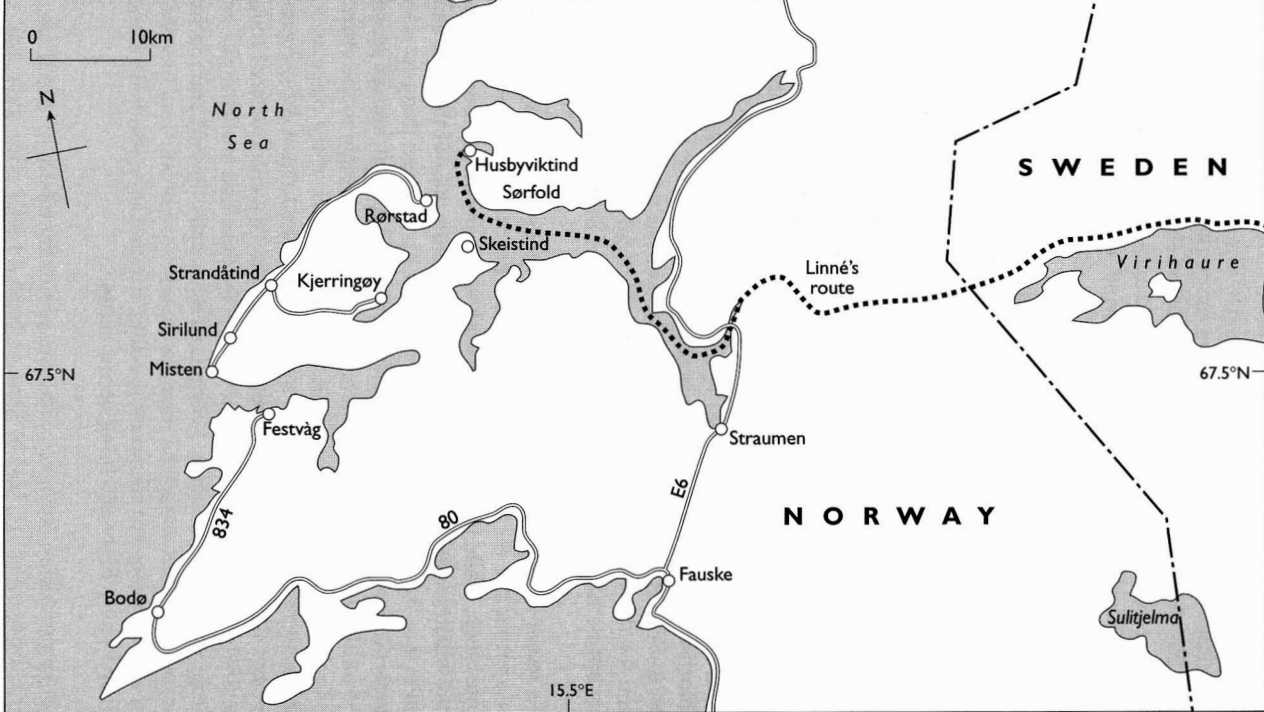 0 10km
N
North
Sea
SWEDEN
Husbyviktind
Sørfold
Rørstad
Skeistind
Strandåtind
Kjerringøy
Linné's
route
Virihaure
Sirilund
Misten
67.5°N
67.5°N
Festvàg
Straumen
E6
834
80
NORWAY
Fauske
Bodø
Sulitjelma
15.5°E